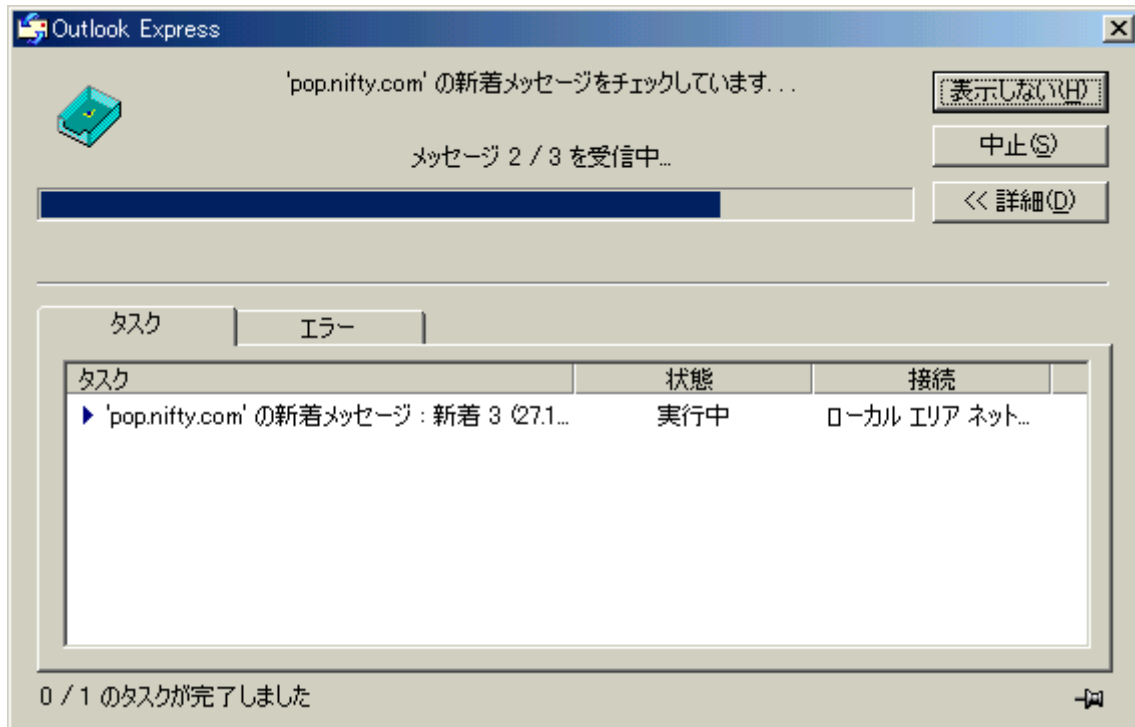 Outlook Express
'pop.nifty.com' の新着メッセージをチェックしています...
表示しない(H)
メッセージ 2 / 3 を受信中...
中止(S)
<< 詳細(D)
タスク
エラー
タスク 状態 接続
'pop.nifty.com' の新着メッセージ : 新着 3 (27.1... 実行中 ローカル エリア ネット...
0 / 1 のタスクが完了しました